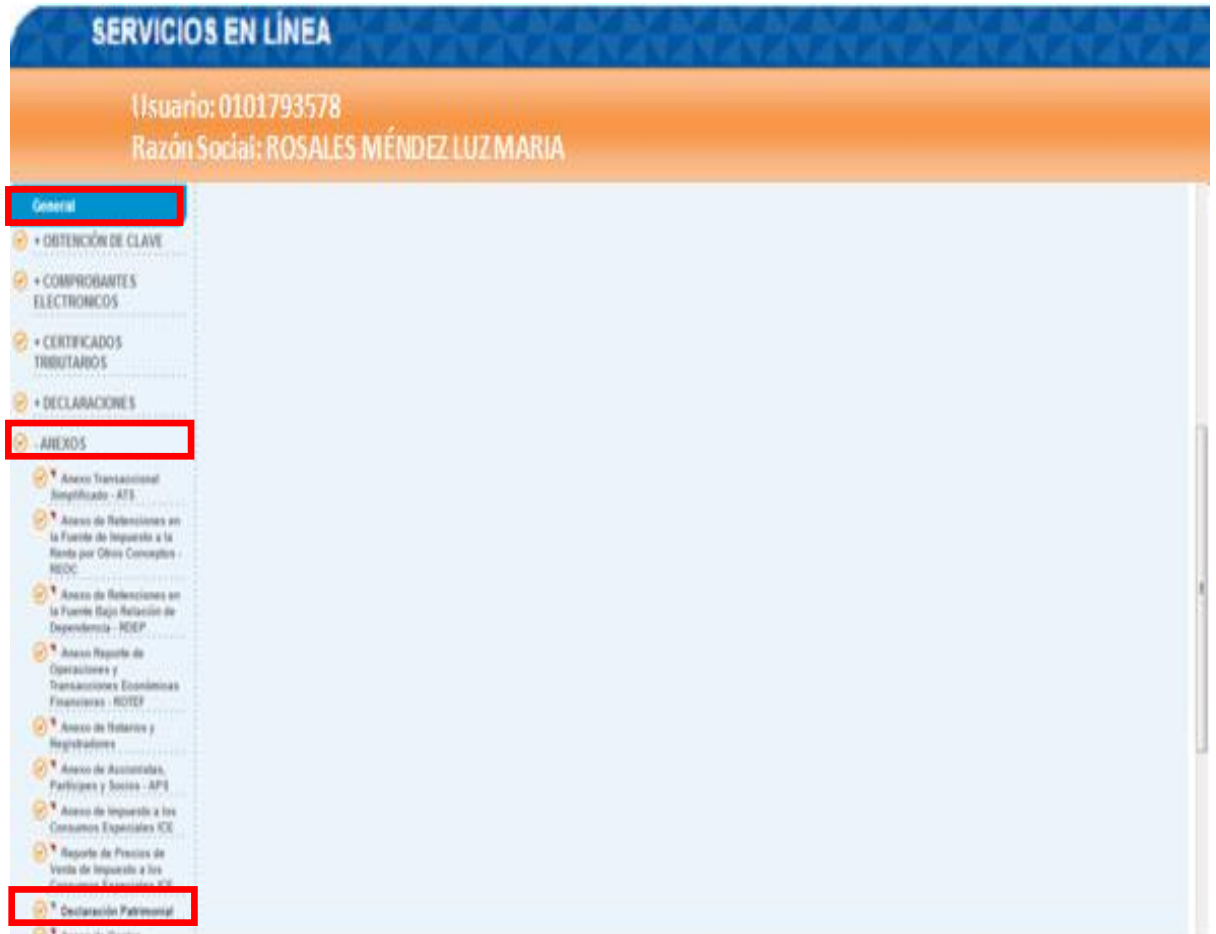 SERVICIOS EN LÍNEA
Usuario: 0101793578
Razón Social: ROSALES MÉNDEZ LUZ MARIA
General
+ OBTENCIÓN DE CLAVE
+ COMPROBANTES
ELECTRONICOS
+ CERTIFICADOS
TRIBUTARIOS
+ DECLARACIONES
- ANEXOS
Anexo Transaccional
Simplificado - ATS
Anexo de Retenciones en
la Fuente de Impuesto a la
Renta por Otros Conceptos -
REOC
Anexo de Retenciones en
la Fuente Bajo Relación de
Dependencia - RDEP
Anexo Reporte de
Operaciones y
Transacciones Económicas
Financieras - ROTEF
Anexo de Notarios y
Registradores
Anexo de Accionistas,
Partícipes y Socios - APS
Anexo de Impuesto a los
Consumos Especiales ICE
Reporte de Precios de
Venta de Impuesto a los
Consumos Especiales ICE
Declaración Patrimonial